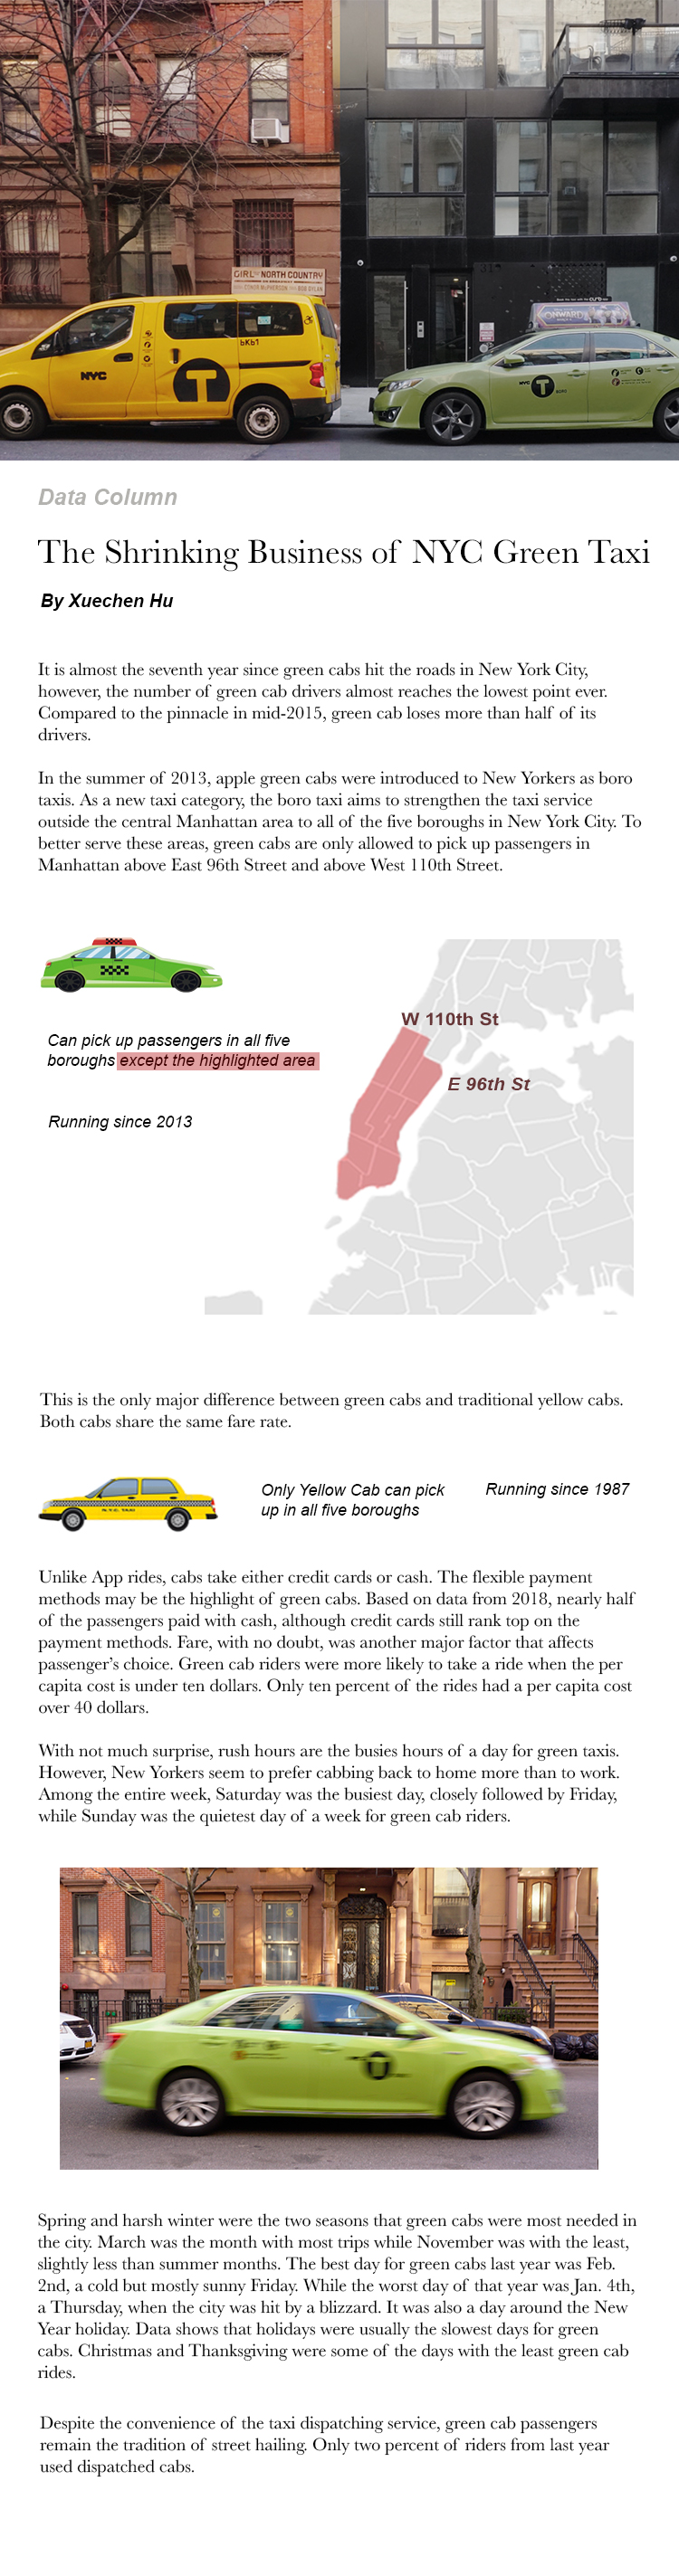 GIRL FROM NORTH COUNTRY
NYC
T
6K61
31
ONWARD
NYC T BORO
Data Column
The Shrinking Business of NYC Green Taxi
By Xuechen Hu
It is almost the seventh year since green cabs hit the roads in New York City,
however, the number of green cab drivers almost reaches the lowest point ever.
Compared to the pinnacle in mid-2015, green cab loses more than half of its
drivers.
In the summer of 2013, apple green cabs were introduced to New Yorkers as boro
taxis. As a new taxi category, the boro taxi aims to strengthen the taxi service
outside the central Manhattan area to all of the five boroughs in New York City. To
better serve these areas, green cabs are only allowed to pick up passengers in
Manhattan above East 96th Street and above West 110th Street.
W 110th St
Can pick up passengers in all five
boroughs except the highlighted area
E 96th St
Running since 2013
This is the only major difference between green cabs and traditional yellow cabs.
Both cabs share the same fare rate.
Only Yellow Cab can pick
up in all five boroughs
Running since 1987
N.Y.C. TAXI
Unlike App rides, cabs take either credit cards or cash. The flexible payment
methods may be the highlight of green cabs. Based on data from 2018, nearly half
of the passengers paid with cash, although credit cards still rank top on the
payment methods. Fare, with no doubt, was another major factor that affects
passenger’s choice. Green cab riders were more likely to take a ride when the per
capita cost is under ten dollars. Only ten percent of the rides had a per capita cost
over 40 dollars.
With not much surprise, rush hours are the busies hours of a day for green taxis.
However, New Yorkers seem to prefer cabbing back to home more than to work.
Among the entire week, Saturday was the busiest day, closely followed by Friday,
while Sunday was the quietest day of a week for green cab riders.
Spring and harsh winter were the two seasons that green cabs were most needed in
the city. March was the month with most trips while November was with the least,
slightly less than summer months. The best day for green cabs last year was Feb.
2nd, a cold but mostly sunny Friday. While the worst day of that year was Jan. 4th,
a Thursday, when the city was hit by a blizzard. It was also a day around the New
Year holiday. Data shows that holidays were usually the slowest days for green
cabs. Christmas and Thanksgiving were some of the days with the least green cab
rides.
Despite the convenience of the taxi dispatching service, green cab passengers
remain the tradition of street hailing. Only two percent of riders from last year
used dispatched cabs.